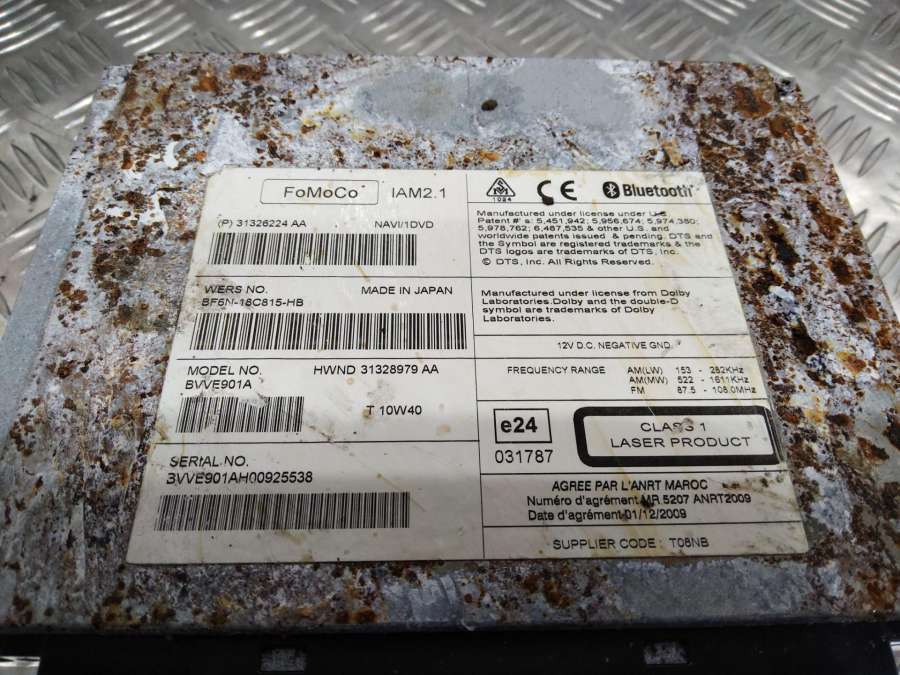 FoMoCo IAM2.1
(P) 31326224 AA NAVI/1DVD
WERS NO. MADE IN JAPAN
BF6N-18C815-HB
MODEL NO. HWND 31328979 AA
BVVE901A
T 10W40
SERIAL NO.
BVVE901AH00925538
1024 CE Bluetooth
Manufactured under license under U.S.
Patent #' s: 5,451,942; 5,956,674; 5,974,380;
5,978,762; 6,487,535 & other U.S. and
worldwide patents issued & pending. DTS and
the Symbol are registered trademarks & the
DTS logos are trademarks of DTS, Inc.
© DTS, Inc. All Rights Reserved.
Manufactured under license from Dolby
Laboratories. Dolby and the double-D
symbol are trademarks of Dolby
Laboratories.
12V D.C. NEGATIVE GND.
FREQUENCY RANGE AM(LW) 153 - 282KHz
AM(MW) 522 - 1611KHz
FM 87.5 - 108.0MHz
e24
031787
CLASS 1
LASER PRODUCT
AGREE PAR L'ANRT MAROC
Numéro d'agrément MR 5207 ANRT2009
Date d'agrément 01/12/2009
SUPPLIER CODE : T08NB